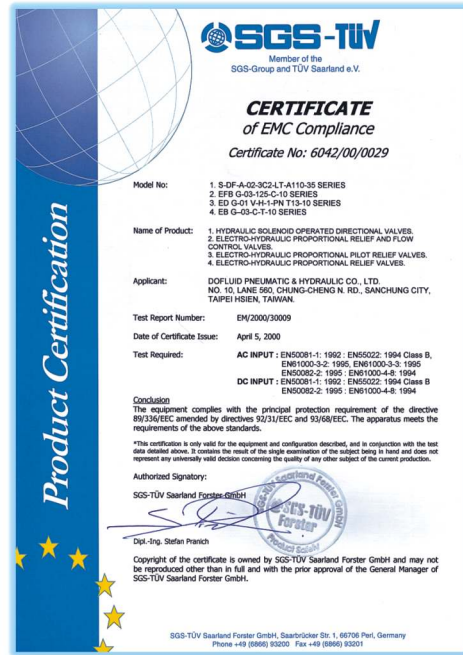 SGS-TÜV
Member of the
SGS-Group and TÜV Saarland e.V.
CERTIFICATE
of EMC Compliance
Certificate No: 6042/00/0029
Product Certification
Model No: 1. S-DF-A-02-3C2-LT-A110-35 SERIES
2. EFB G-03-125-C-10 SERIES
3. ED G-01 V-H-1-PN T13-10 SERIES
4. EB G-03-C-T-10 SERIES
Name of Product: 1. HYDRAULIC SOLENOID OPERATED DIRECTIONAL VALVES.
2. ELECTRO-HYDRAULIC PROPORTIONAL RELIEF AND FLOW
CONTROL VALVES.
3. ELECTRO-HYDRAULIC PROPORTIONAL PILOT RELIEF VALVES.
4. ELECTRO-HYDRAULIC PROPORTIONAL RELIEF VALVES.
Applicant: DOFLUID PNEUMATIC & HYDRAULIC CO., LTD.
NO. 10, LANE 560, CHUNG-CHENG N. RD., SANCHUNG CITY,
TAIPEI HSIEN, TAIWAN.
Test Report Number: EM/2000/30009
Date of Certificate Issue: April 5, 2000
Test Required: AC INPUT : EN50081-1: 1992 : EN55022: 1994 Class B,
EN61000-3-2: 1995, EN61000-3-3: 1995
EN50082-2: 1995 : EN61000-4-8: 1994
DC INPUT : EN50081-1: 1992 : EN55022: 1994 Class B
EN50082-2: 1995 : EN61000-4-8: 1994
Conclusion
The equipment complies with the principal protection requirement of the directive
89/336/EEC amended by directives 92/31/EEC and 93/68/EEC. The apparatus meets the
requirements of the above standards.
*This certification is only valid for the equipment and configuration described, and in conjunction with the test
data detailed above. It contains the result of the single examination of the subject being in hand and does not
represent any universally valid decision concerning the quality of any other subject of the current production.
Authorized Signatory:
SGS-TÜV Saarland Forster GmbH
Saarland Forster GmbH
SGS-TÜV
Forster
Product Safety
Dipl.-Ing. Stefan Pranich
Copyright of the certificate is owned by SGS-TÜV Saarland Forster GmbH and may not
be reproduced other than in full and with the prior approval of the General Manager of
SGS-TÜV Saarland Forster GmbH.
SGS-TÜV Saarland Forster GmbH, Saarbrücker Str. 1, 66706 Perl, Germany
Phone +49 (6866) 93200 Fax +49 (6866) 93201